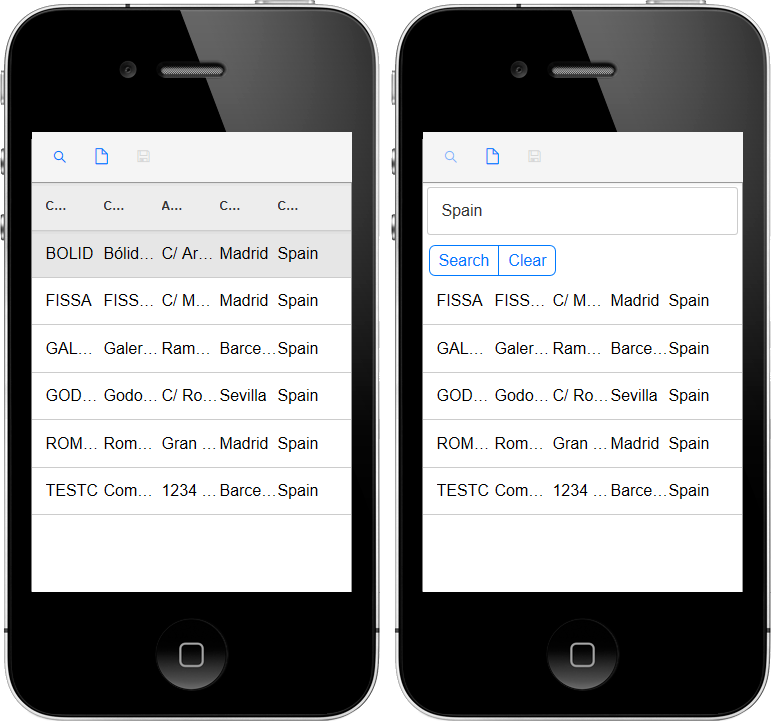 C... C... A... C... C...
BOLID Bólid... C/ Ar... Madrid Spain
FISSA FISS... C/ M... Madrid Spain
GAL... Galer... Ram... Barce... Spain
GOD... Godo... C/ Ro... Sevilla Spain
ROM... Rom... Gran ... Madrid Spain
TESTC Com... 1234 ... Barce... Spain
Spain
Search Clear
FISSA FISS... C/ M... Madrid Spain
GAL... Galer... Ram... Barce... Spain
GOD... Godo... C/ Ro... Sevilla Spain
ROM... Rom... Gran ... Madrid Spain
TESTC Com... 1234 ... Barce... Spain